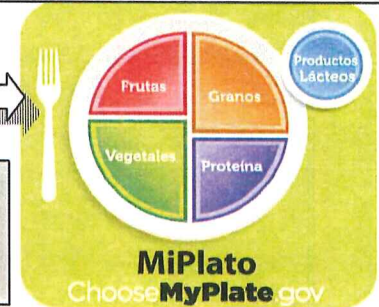 Productos
Lácteos
Frutas
Granos
Vegetales
Proteína
MiPlato
ChooseMyPlate.gov